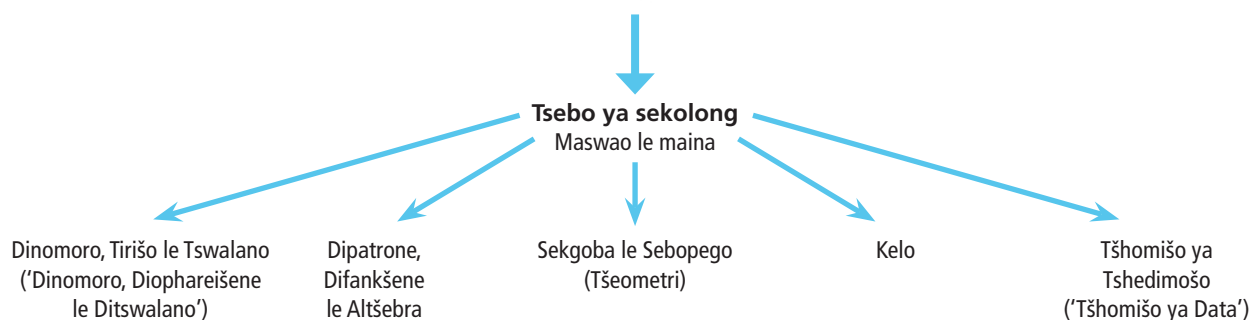 Tsebo ya sekolong
Maswao le maina
Dinomoro, Tirišo le Tswalano
('Dinomoro, Diophareišene
le Ditswalano')
Dipatrone,
Difankšene
le Altšebra
Sekgoba le Sebopego
(Tšeometri)
Kelo
Tšhomišo ya
Tshedimošo
('Tšhomišo ya Data')